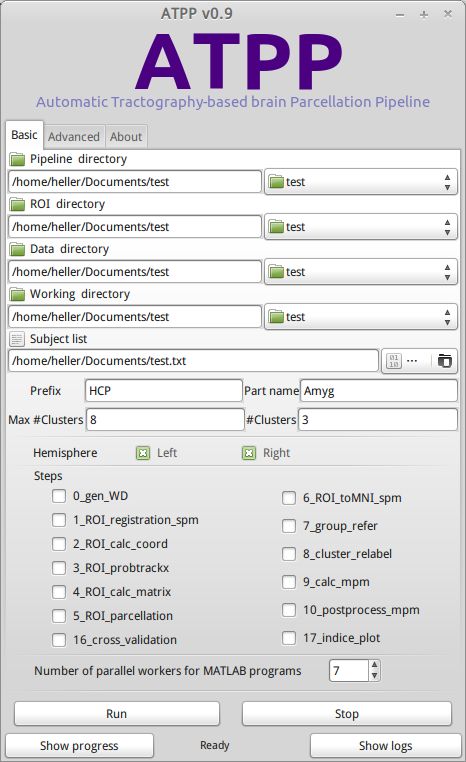 ATPP v0.9
ATPP
Automatic Tractography-based brain Parcellation Pipeline
Basic Advanced About
Pipeline directory
/home/heller/Documents/test test
ROI directory
/home/heller/Documents/test test
Data directory
/home/heller/Documents/test test
Working directory
/home/heller/Documents/test test
Subject list
/home/heller/Documents/test.txt ...
Prefix HCP Part name Amyg
Max #Clusters 8 #Clusters 3
Hemisphere Left Right
Steps
0_gen_WD
1_ROI_registration_spm
2_ROI_calc_coord
3_ROI_probtrackx
4_ROI_calc_matrix
5_ROI_parcellation
16_cross_validation
6_ROI_toMNI_spm
7_group_refer
8_cluster_relabel
9_calc_mpm
10_postprocess_mpm
17_indice_plot
Number of parallel workers for MATLAB programs 7
Run Stop
Show progress Ready Show logs